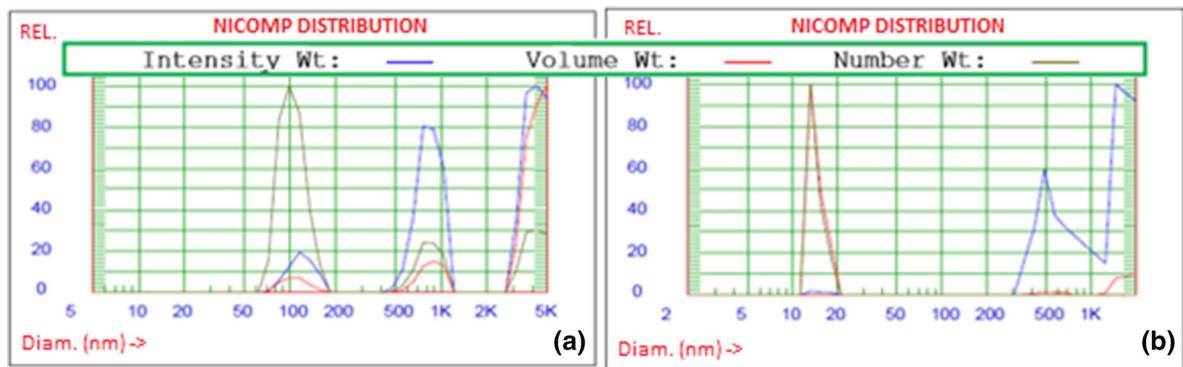 NICOMP DISTRIBUTION NICOMP DISTRIBUTION
REL. REL.
Intensity Wt: Volume Wt: Number Wt:
100 100
80 80
60 60
40 40
20 20
0 0
5 10 20 50 100 200 500 1K 2K 5K 2 5 10 20 50 100 200 500 1K
Diam. (nm) -> (a) Diam. (nm) -> (b)